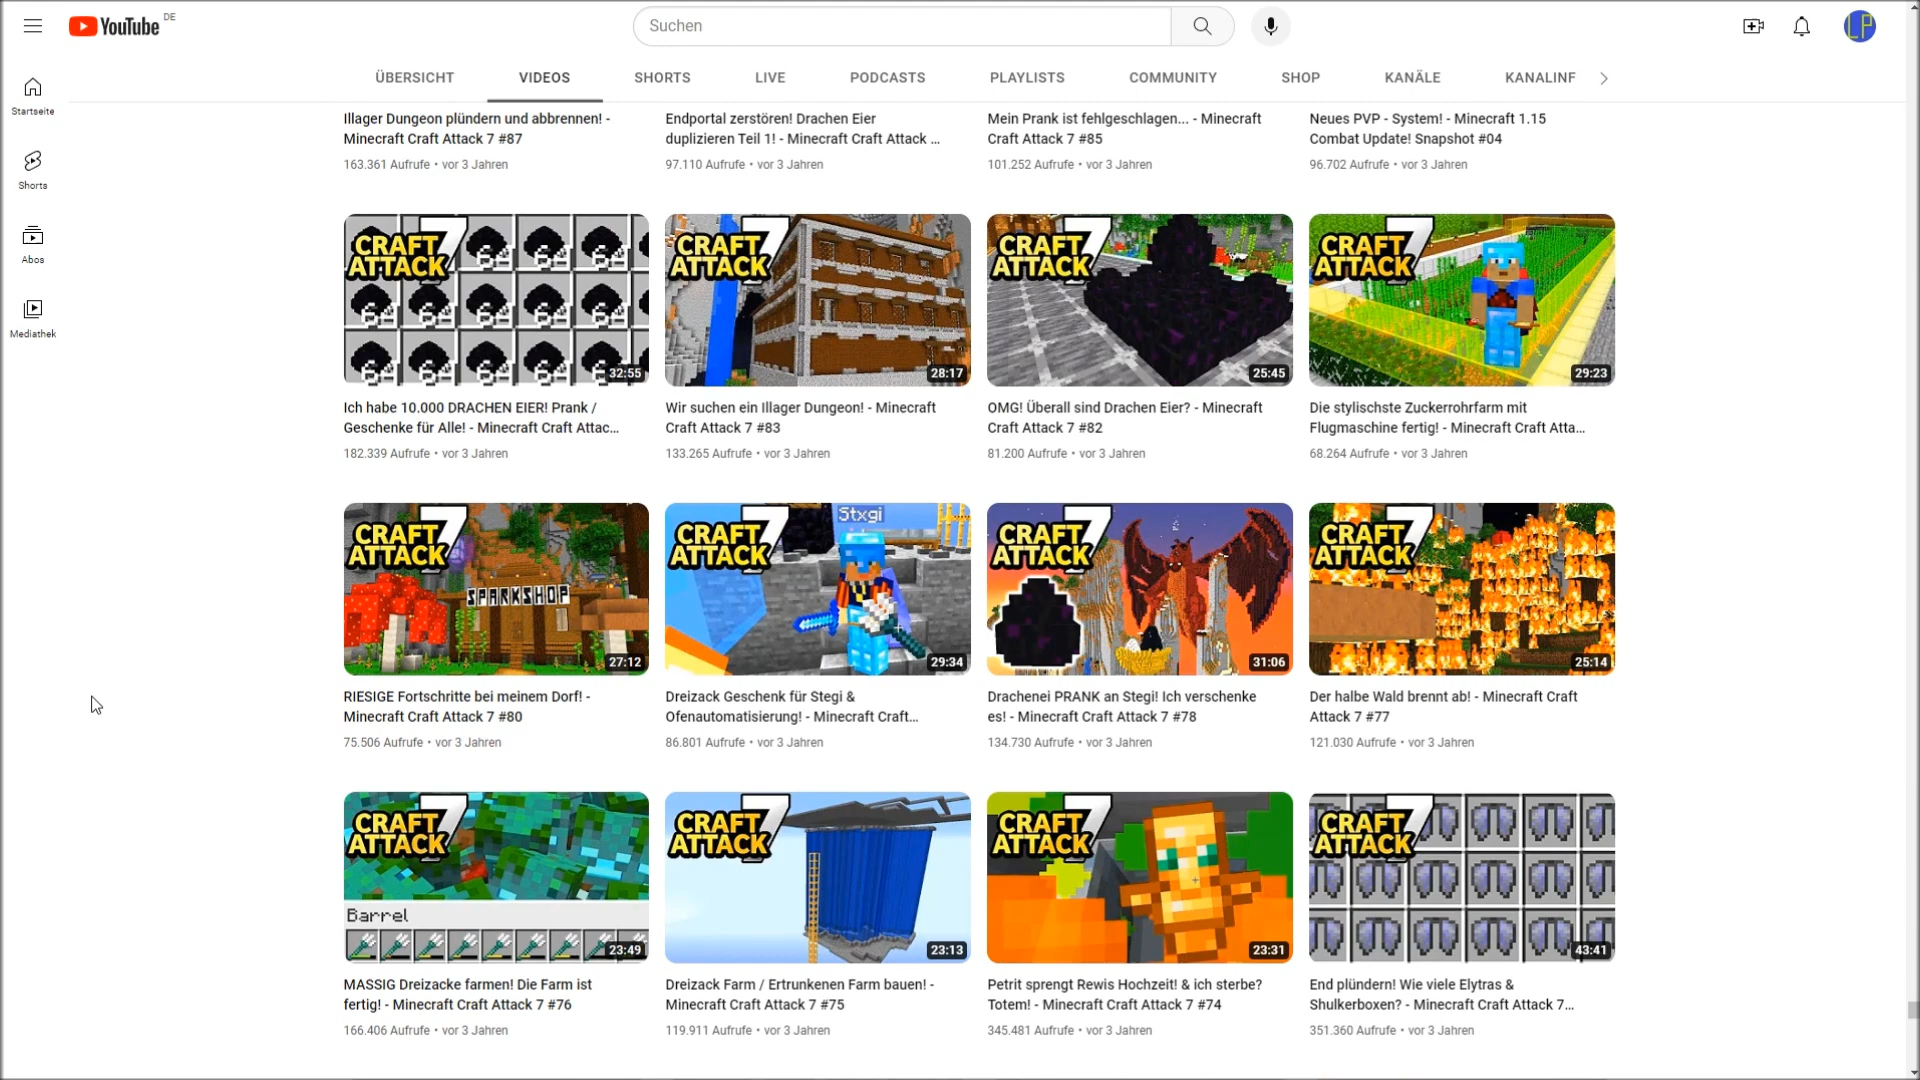 YouTube DE
Suchen
LP
ÜBERSICHT VIDEOS SHORTS LIVE PODCASTS PLAYLISTS COMMUNITY SHOP KANÄLE KANALINF
Startseite
Shorts
Abos
Mediathek
Illager Dungeon plündern und abbrennen! -
Minecraft Craft Attack 7 #87
163.361 Aufrufe • vor 3 Jahren
Endportal zerstören! Drachen Eier
duplizieren Teil 1! - Minecraft Craft Attack ...
97.110 Aufrufe • vor 3 Jahren
Mein Prank ist fehlgeschlagen... - Minecraft
Craft Attack 7 #85
101.252 Aufrufe • vor 3 Jahren
Neues PVP - System! - Minecraft 1.15
Combat Update! Snapshot #04
96.702 Aufrufe • vor 3 Jahren
CRAFT 7
ATTACK
64 64 64
64 64 64 64 64
64 64 64 64
32:55
Ich habe 10.000 DRACHEN EIER! Prank /
Geschenke für Alle! - Minecraft Craft Attac...
182.339 Aufrufe • vor 3 Jahren
CRAFT 7
ATTACK
28:17
Wir suchen ein Illager Dungeon! - Minecraft
Craft Attack 7 #83
133.265 Aufrufe • vor 3 Jahren
CRAFT 7
ATTACK
25:45
OMG! Überall sind Drachen Eier? - Minecraft
Craft Attack 7 #82
81.200 Aufrufe • vor 3 Jahren
CRAFT 7
ATTACK
29:23
Die stylischste Zuckerrohrfarm mit
Flugmaschine fertig! - Minecraft Craft Atta...
68.264 Aufrufe • vor 3 Jahren
CRAFT 7
ATTACK
SPARKSHOP
27:12
RIESIGE Fortschritte bei meinem Dorf! -
Minecraft Craft Attack 7 #80
75.506 Aufrufe • vor 3 Jahren
CRAFT 7
ATTACK
Stxgi
29:34
Dreizack Geschenk für Stegi &
Ofenautomatisierung! - Minecraft Craft...
86.801 Aufrufe • vor 3 Jahren
CRAFT 7
ATTACK
31:06
Drachenei PRANK an Stegi! Ich verschenke
es! - Minecraft Craft Attack 7 #78
134.730 Aufrufe • vor 3 Jahren
CRAFT 7
ATTACK
25:14
Der halbe Wald brennt ab! - Minecraft Craft
Attack 7 #77
121.030 Aufrufe • vor 3 Jahren
CRAFT 7
ATTACK
Barrel
23:49
MASSIG Dreizacke farmen! Die Farm ist
fertig! - Minecraft Craft Attack 7 #76
166.406 Aufrufe • vor 3 Jahren
CRAFT 7
ATTACK
23:13
Dreizack Farm / Ertrunkenen Farm bauen! -
Minecraft Craft Attack 7 #75
119.911 Aufrufe • vor 3 Jahren
CRAFT 7
ATTACK
23:31
Petrit sprengt Rewis Hochzeit! & ich sterbe?
Totem! - Minecraft Craft Attack 7 #74
345.481 Aufrufe • vor 3 Jahren
CRAFT 7
ATTACK
43:41
End plündern! Wie viele Elytras &
Shulkerboxen? - Minecraft Craft Attack 7...
351.360 Aufrufe • vor 3 Jahren